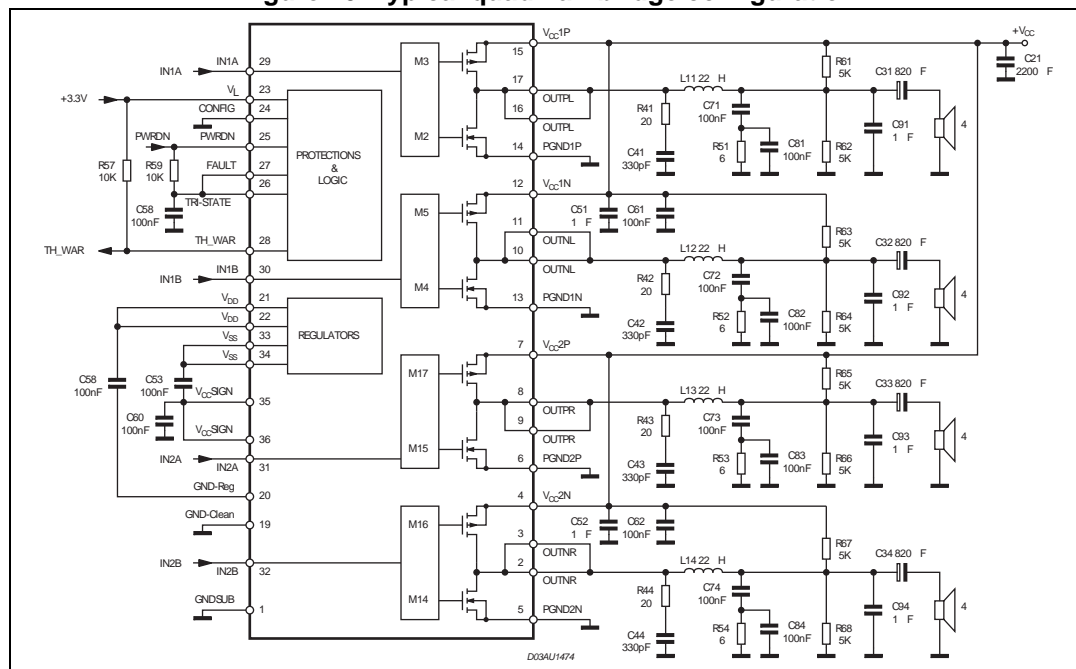 +VCC
VCC1P
15
IN1A
IN1A
29
M3
R61
5K
C21
2200 F
17
L11 22 H
C31 820 F
VL
23
+3.3V
CONFIG
24
OUTPL
16
R41
20
C71
100nF
4
PWRDN
PWRDN
25
M2
OUTPL
C91
1 F
R57
10K
R59
10K
FAULT
27
PROTECTIONS
&
LOGIC
14
PGND1P
C41
330pF
R51
6
C81
100nF
R62
5K
26
TRI-STATE
C58
100nF
12
VCC1N
M5
C51
1 F
C61
100nF
11
OUTNL
R63
5K
TH_WAR
TH_WAR
28
10
OUTNL
L12 22 H
C32 820 F
IN1B
IN1B
30
M4
R42
20
C72
100nF
4
VDD
21
13
PGND1N
C92
1 F
VDD
22
REGULATORS
C42
330pF
R52
6
C82
100nF
R64
5K
VSS
33
VSS
34
7
VCC2P
C58
100nF
C53
100nF
M17
R65
5K
VCCSIGN
35
8
OUTPR
L13 22 H
C33 820 F
C60
100nF
9
OUTPR
R43
20
C73
100nF
4
VCCSIGN
36
M15
C93
1 F
IN2A
IN2A
31
6
PGND2P
C43
330pF
R53
6
C83
100nF
R66
5K
GND-Reg
20
4
VCC2N
GND-Clean
19
M16
C52
1 F
C62
100nF
3
OUTNR
R67
5K
IN2B
IN2B
32
2
OUTNR
L14 22 H
C34 820 F
R44
20
C74
100nF
4
GNDSUB
1
M14
5
PGND2N
C94
1 F
C44
330pF
R54
6
C84
100nF
R68
5K
D03AU1474